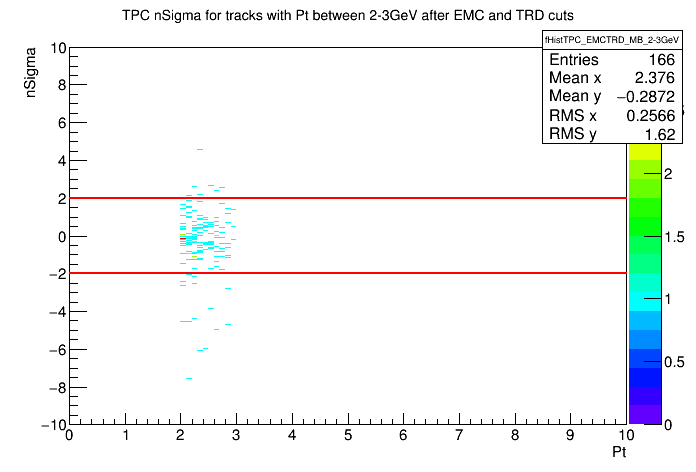 TPC nSigma for tracks with Pt between 2-3GeV after EMC and TRD cuts
fHistTPC_EMCTRD_MB_2-3GeV
Entries 166
Mean x 2.376
Mean y −0.2872
RMS x 0.2566
RMS y 1.62
nSigma
10
8
6
4
2
0
−2
−4
−6
−8
−10
0 1 2 3 4 5 6 7 8 9 10
Pt
2
1.5
1
0.5
0